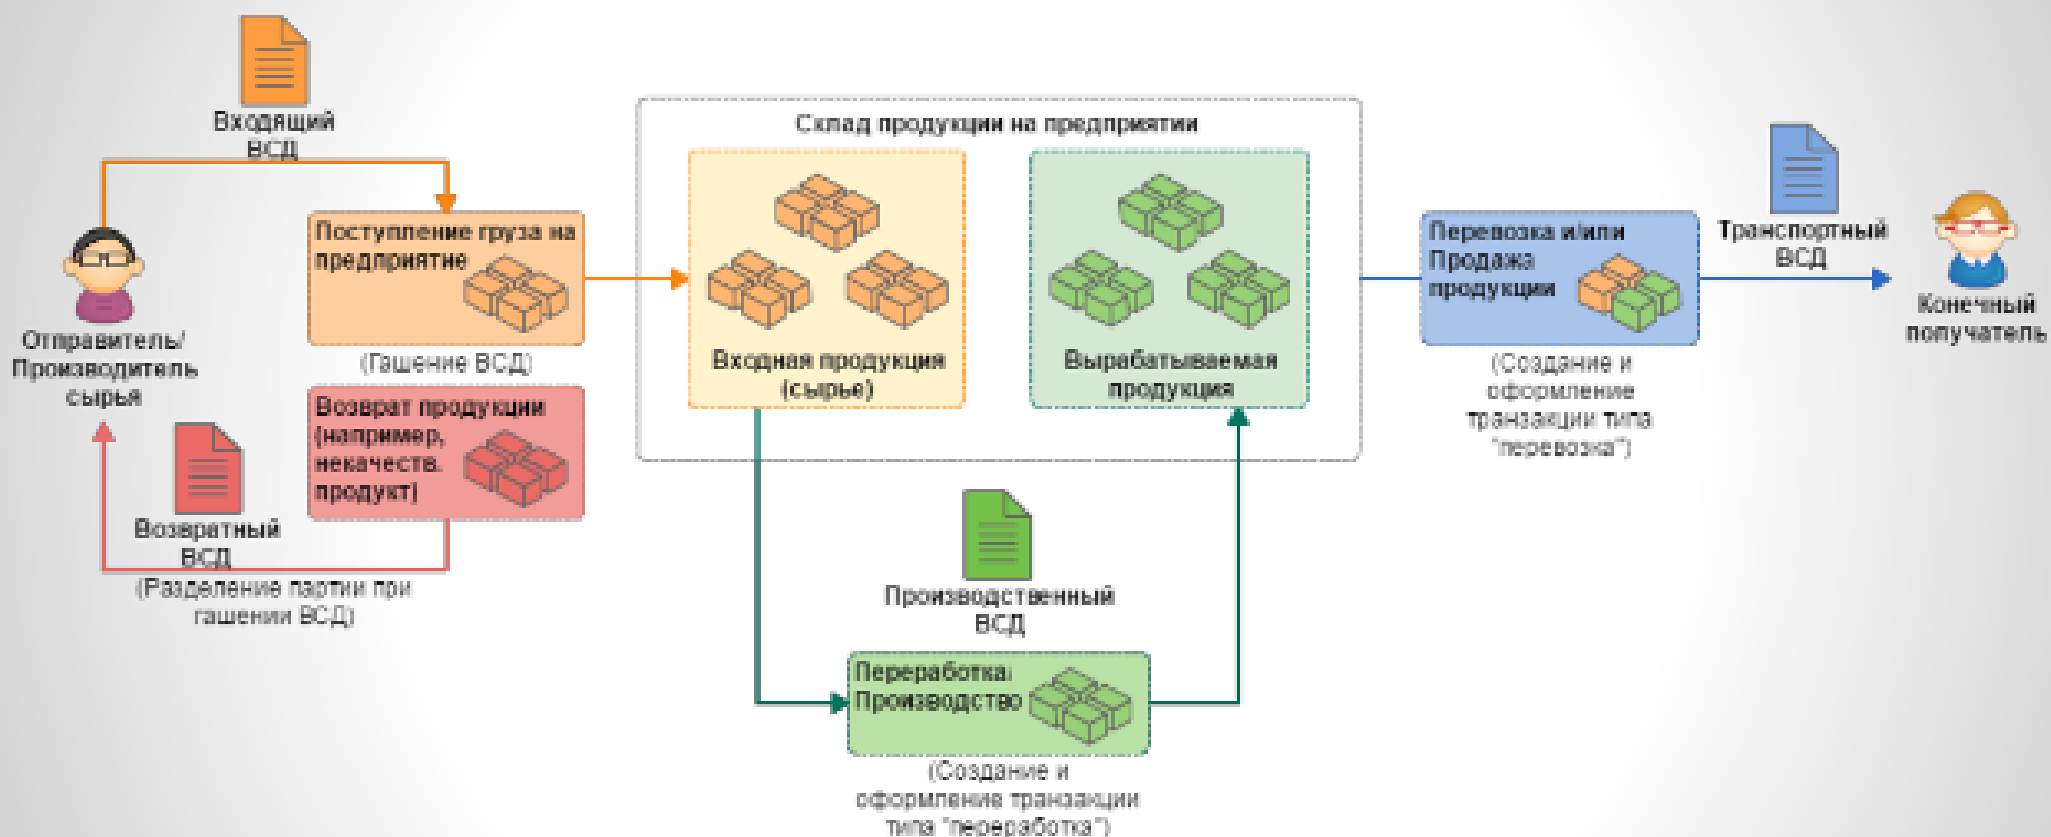 Входящий
ВСД
Отправитель/
Производитель
сырья
Поступление груза на
предприятие
(Гашение ВСД)
Возврат продукции
(например,
некачеств.
продукт)
Возвратный
ВСД
(Разделение партии при
гашении ВСД)
Склад продукции на предприятии
Входная продукция
(сырье)
Вырабатываемая
продукция
Производственный
ВСД
Переработка/
Производство
(Создание и
оформление транзакции
типа "переработка")
Перевозка и/или
Продажа
продукции
(Создание и
оформление
транзакции типа
"перевозка")
Транспортный
ВСД
Конечный
получатель